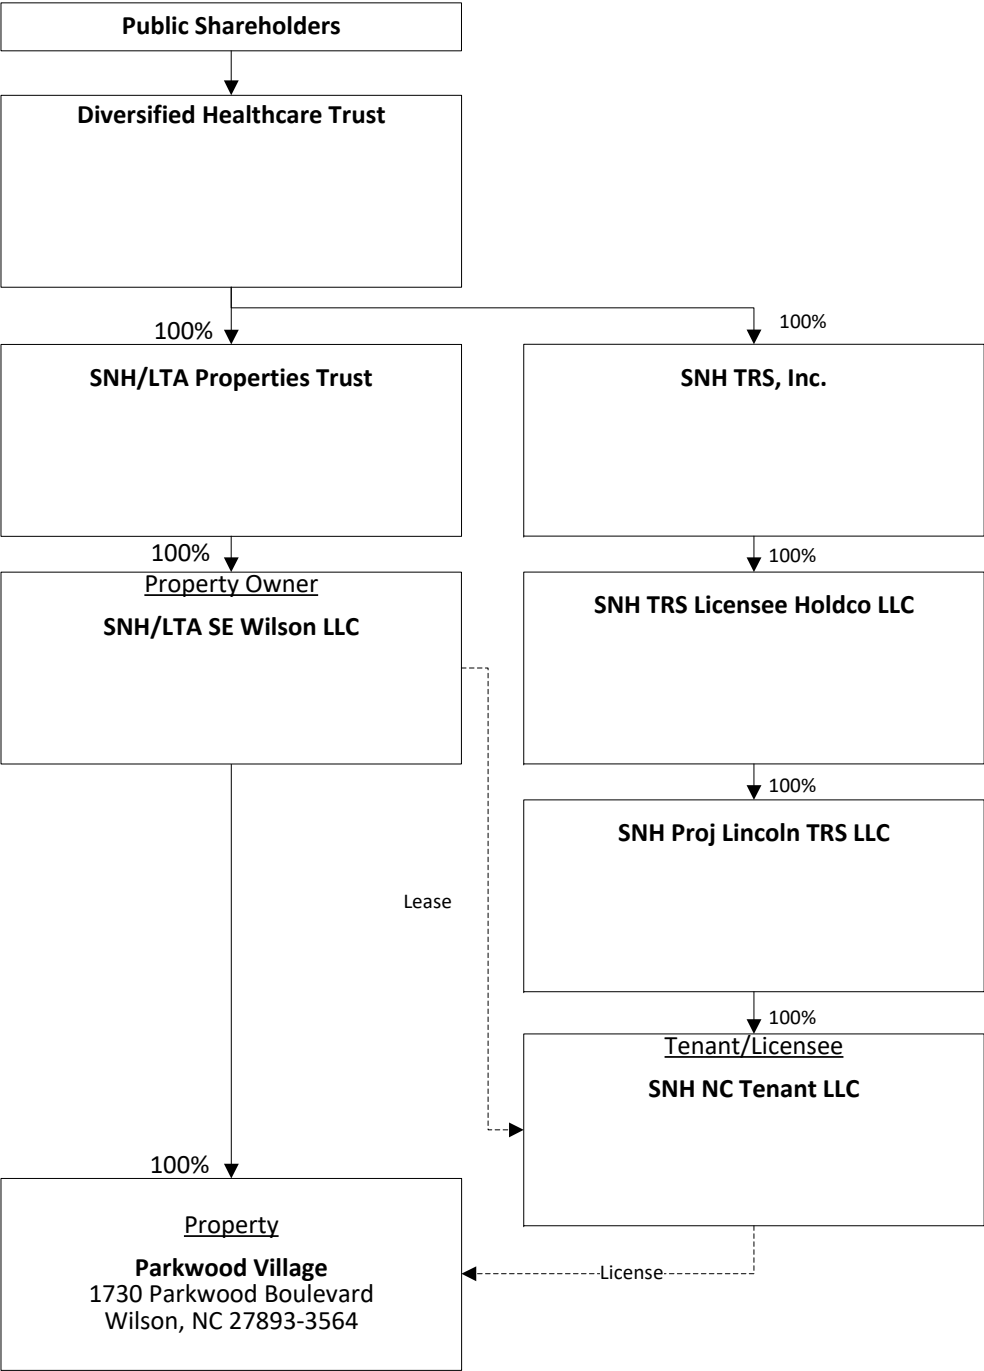 Public Shareholders
Diversified Healthcare Trust
100%
100%
SNH/LTA Properties Trust
SNH TRS, Inc.
100%
100%
Property Owner
SNH/LTA SE Wilson LLC
SNH TRS Licensee Holdco LLC
100%
SNH Proj Lincoln TRS LLC
Lease
100%
Tenant/Licensee
SNH NC Tenant LLC
100%
Property
Parkwood Village
1730 Parkwood Boulevard
Wilson, NC 27893-3564
License